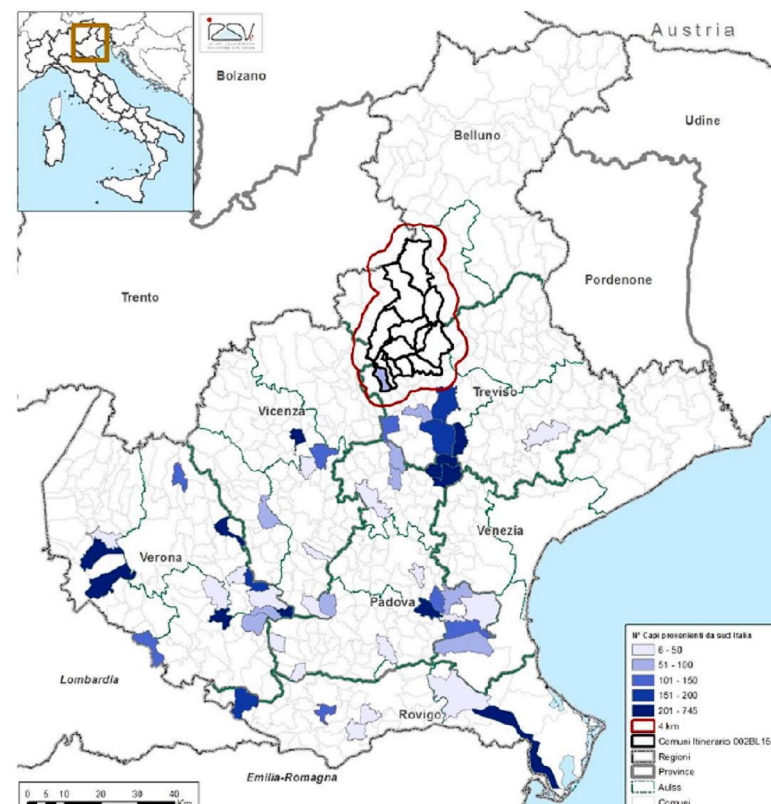 Austria
Bolzano
Udine
Belluno
Pordenone
Trento
Treviso
Vicenza
Venezia
Verona
Padova
Lombardia
Rovigo
Emilia-Romagna
N° Capi provenienti da sud Italia
6 - 50
51 - 100
101 - 150
151 - 200
201 - 745
4 km
Comuni Itinerario 002BL15
Regioni
Province
Aulss
Comuni
0 5 10 20 30 40
Km